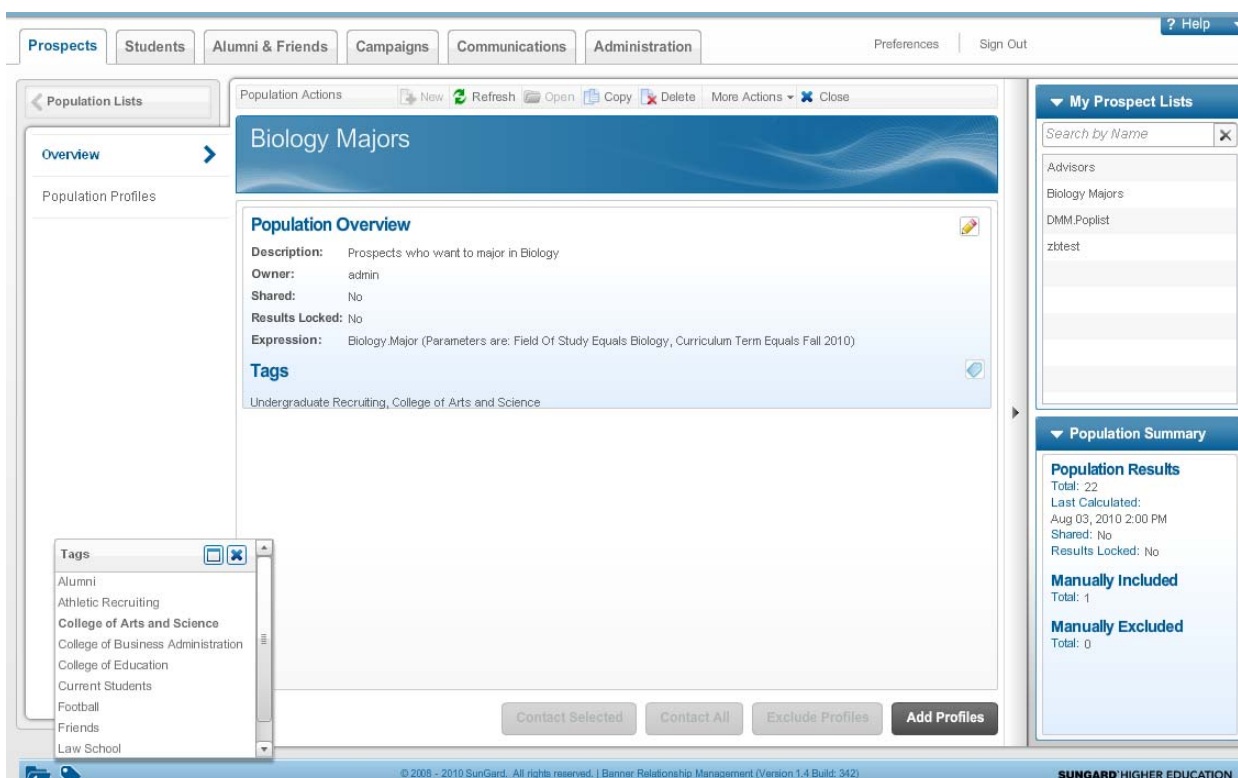 ? Help
Prospects
Students
Alumni & Friends
Campaigns
Communications
Administration
Preferences
Sign Out
Population Lists
Overview
Population Profiles
Population Actions
New
Refresh
Open
Copy
Delete
More Actions
Close
Biology Majors
Population Overview
Description: Prospects who want to major in Biology
Owner: admin
Shared: No
Results Locked: No
Expression: Biology.Major (Parameters are: Field Of Study Equals Biology, Curriculum Term Equals Fall 2010)
Tags
Undergraduate Recruiting, College of Arts and Science
My Prospect Lists
Search by Name
Advisors
Biology Majors
DMM.Poplist
zbtest
Population Summary
Population Results
Total: 22
Last Calculated:
Aug 03, 2010 2:00 PM
Shared: No
Results Locked: No
Manually Included
Total: 1
Manually Excluded
Total: 0
Tags
Alumni
Athletic Recruiting
College of Arts and Science
College of Business Administration
College of Education
Current Students
Football
Friends
Law School
Contact Selected
Contact All
Exclude Profiles
Add Profiles
© 2008 - 2010 SunGard. All rights reserved. | Banner Relationship Management (Version 1.4 Build: 342)
SUNGARD' HIGHER EDUCATION